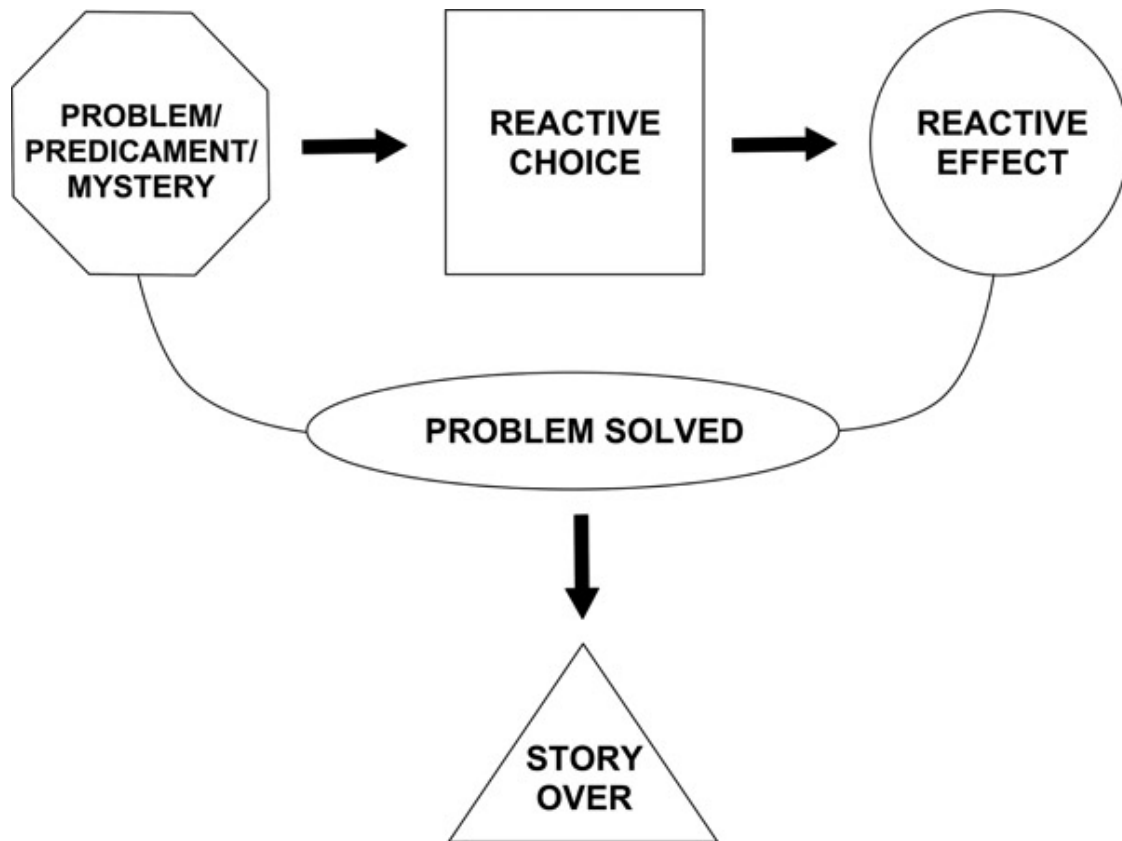 PROBLEM/
PREDICAMENT/
MYSTERY
REACTIVE
CHOICE
REACTIVE
EFFECT
PROBLEM SOLVED
STORY
OVER